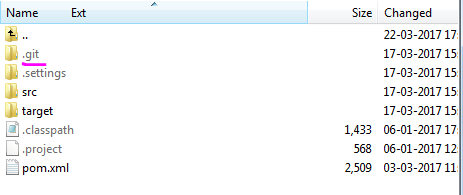 Name Ext Size Changed
.. 22-03-2017 17:
.git 17-03-2017 15:
.settings 17-03-2017 15:
src 17-03-2017 15:
target 17-03-2017 15:
.classpath 1,433 06-01-2017 17:
.project 568 06-01-2017 12:
pom.xml 2,509 03-03-2017 11: